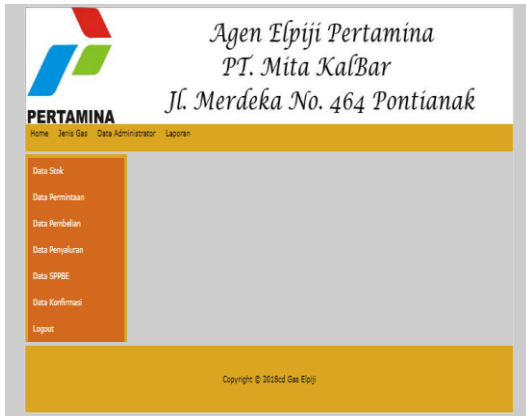 Agen Elpiji Pertamina
PT. Mita KalBar
Jl. Merdeka No. 464 Pontianak
PERTAMINA
Home Jenis Gas Data Administrator Laporan
Data Stok
Data Permintaan
Data Pembelian
Data Penyaluran
Data SPPBE
Data Konfirmasi
Logout
Copyright © 2018cd Gas Elpiji